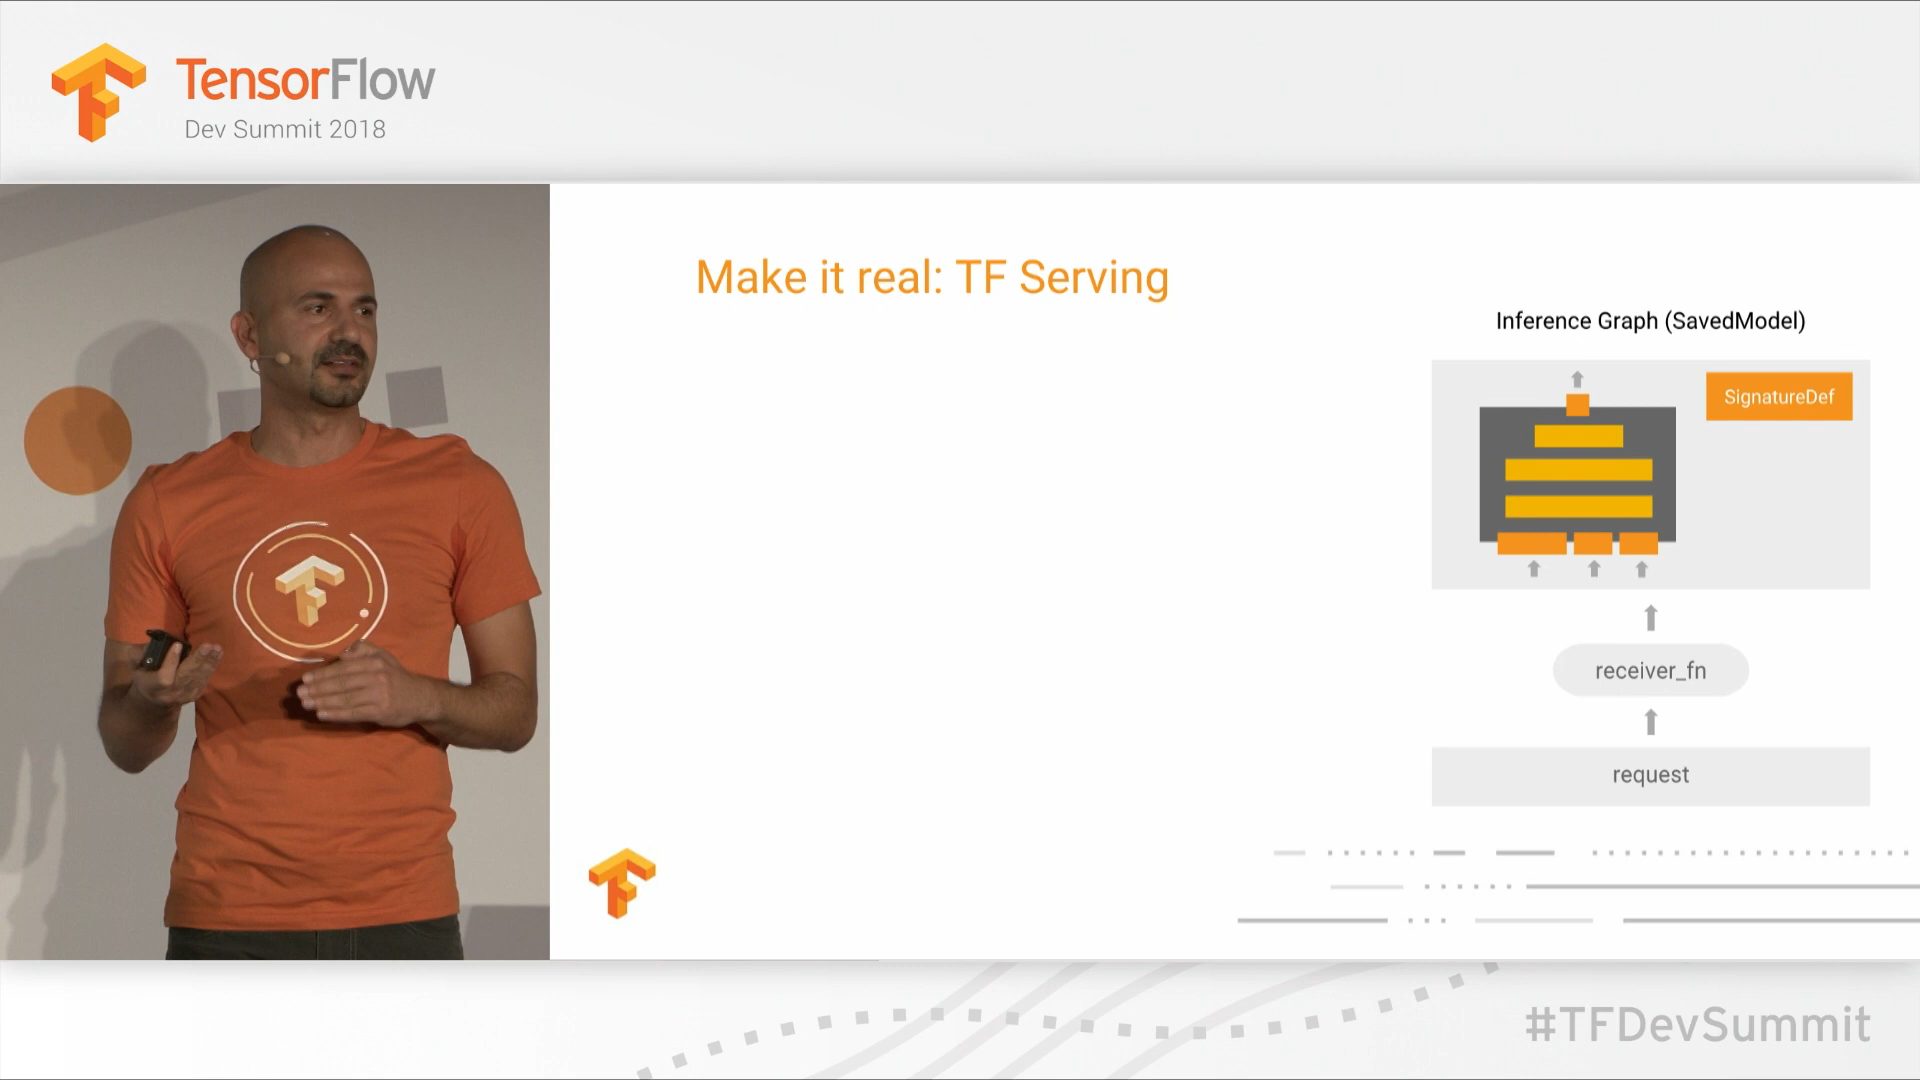 TensorFlow
Dev Summit 2018
Make it real: TF Serving
Inference Graph (SavedModel)
SignatureDef
receiver_fn
request
#TFDevSummit